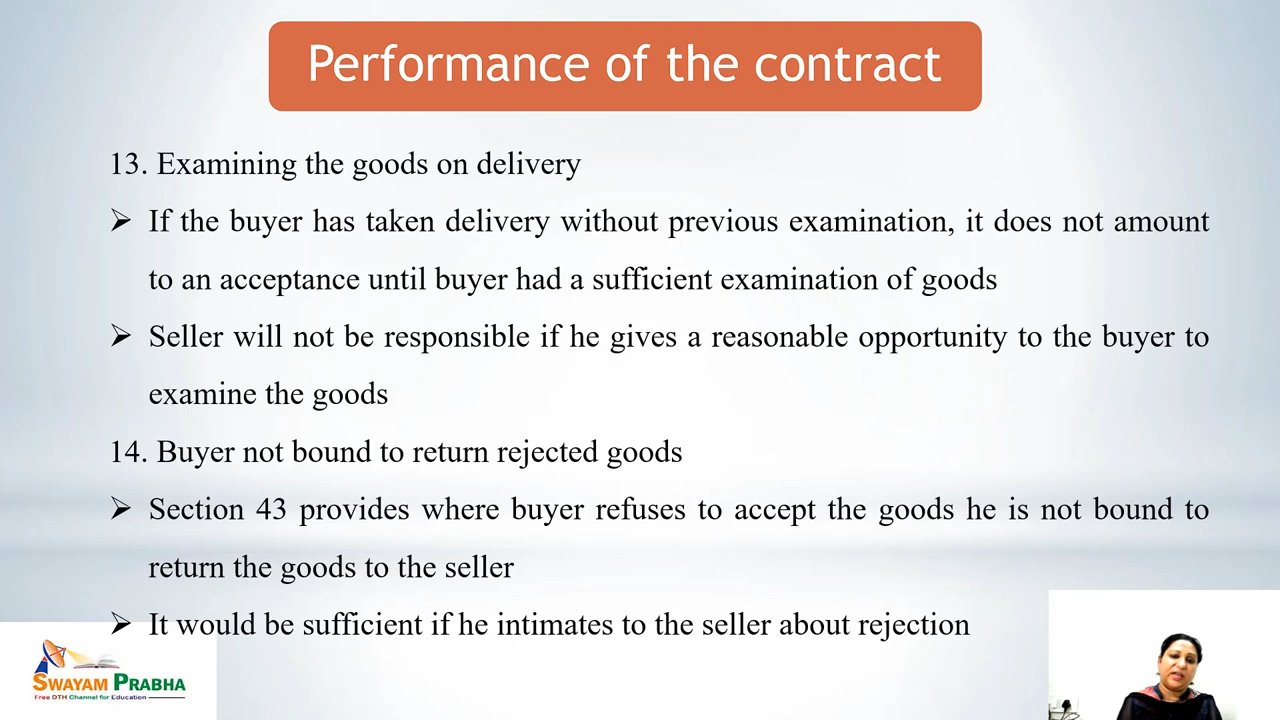 Performance of the contract
13. Examining the goods on delivery
➢ If the buyer has taken delivery without previous examination, it does not amount
to an acceptance until buyer had a sufficient examination of goods
➢ Seller will not be responsible if he gives a reasonable opportunity to the buyer to
examine the goods
14. Buyer not bound to return rejected goods
➢ Section 43 provides where buyer refuses to accept the goods he is not bound to
return the goods to the seller
➢ It would be sufficient if he intimates to the seller about rejection
SWAYAM PRABHA
Free DTH Channel for Education